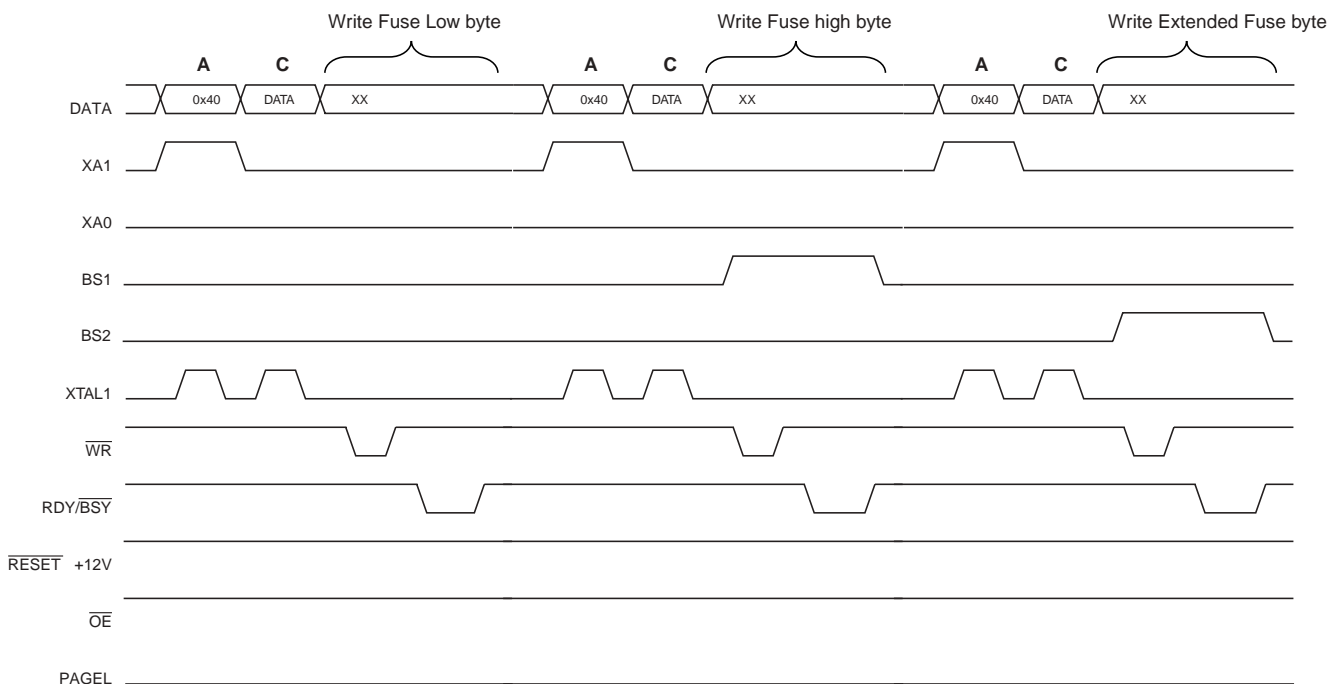 Write Fuse Low byte Write Fuse high byte Write Extended Fuse byte
A C A C A C
DATA 0x40 DATA XX 0x40 DATA XX 0x40 DATA XX
XA1
XA0
BS1
BS2
XTAL1
WR
RDY/BSY
RESET +12V
OE
PAGEL